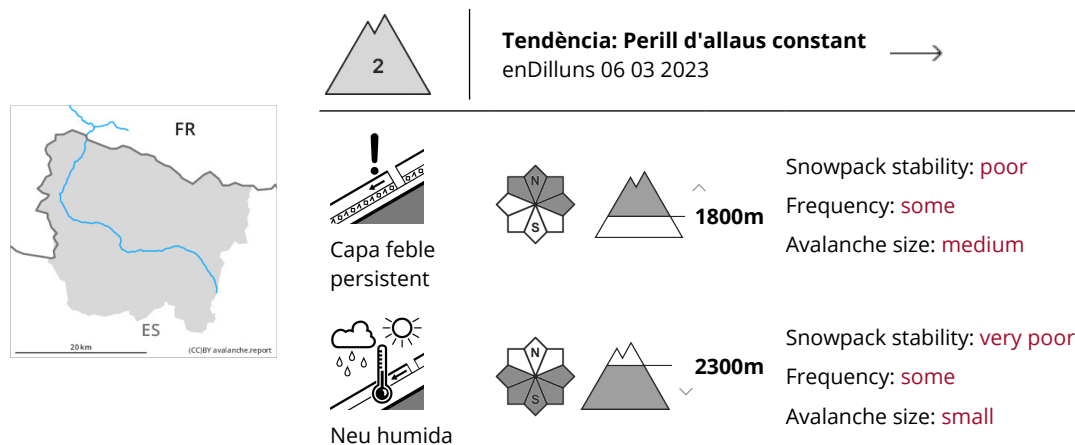 2
Tendència: Perill d'allaus constant
enDilluns 06 03 2023
FR
ES
20 km
(CC)BY avalanche.report
N
S
1800m
Capa feble
persistent
Snowpack stability: poor
Frequency: some
Avalanche size: medium
N
S
2300m
Neu humida
Snowpack stability: very poor
Frequency: some
Avalanche size: small